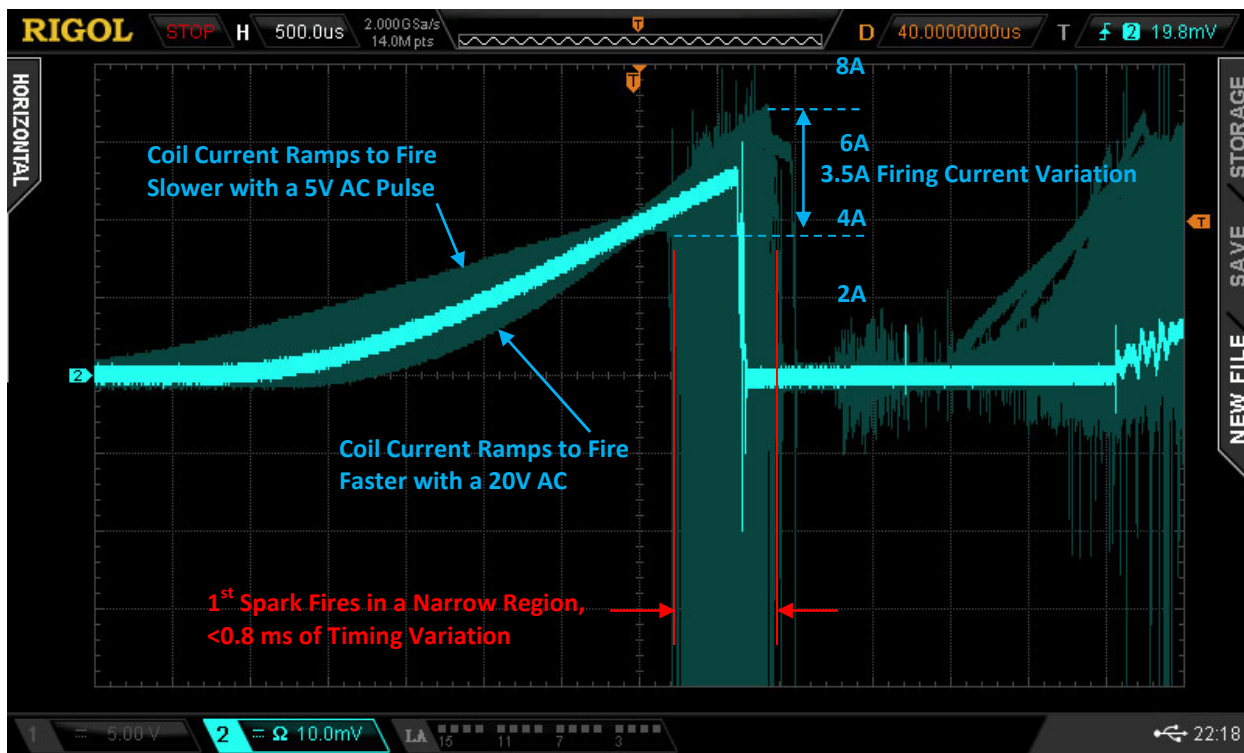 RIGOL STOP H 500.0us 2.000GSa/s 14.0M pts D 40.0000000us T 2 19.8mV
T
T
HORIZONTAL
STORAGE
SAVE
NEW FILE
8A
6A
3.5A Firing Current Variation
4A
2A
Coil Current Ramps to Fire
Slower with a 5V AC Pulse
T
2
Coil Current Ramps to Fire
Faster with a 20V AC
1st Spark Fires in a Narrow Region,
<0.8 ms of Timing Variation
1 = 5.00 V 2 = Ω 10.0mV LA 15 11 7 3 22:18